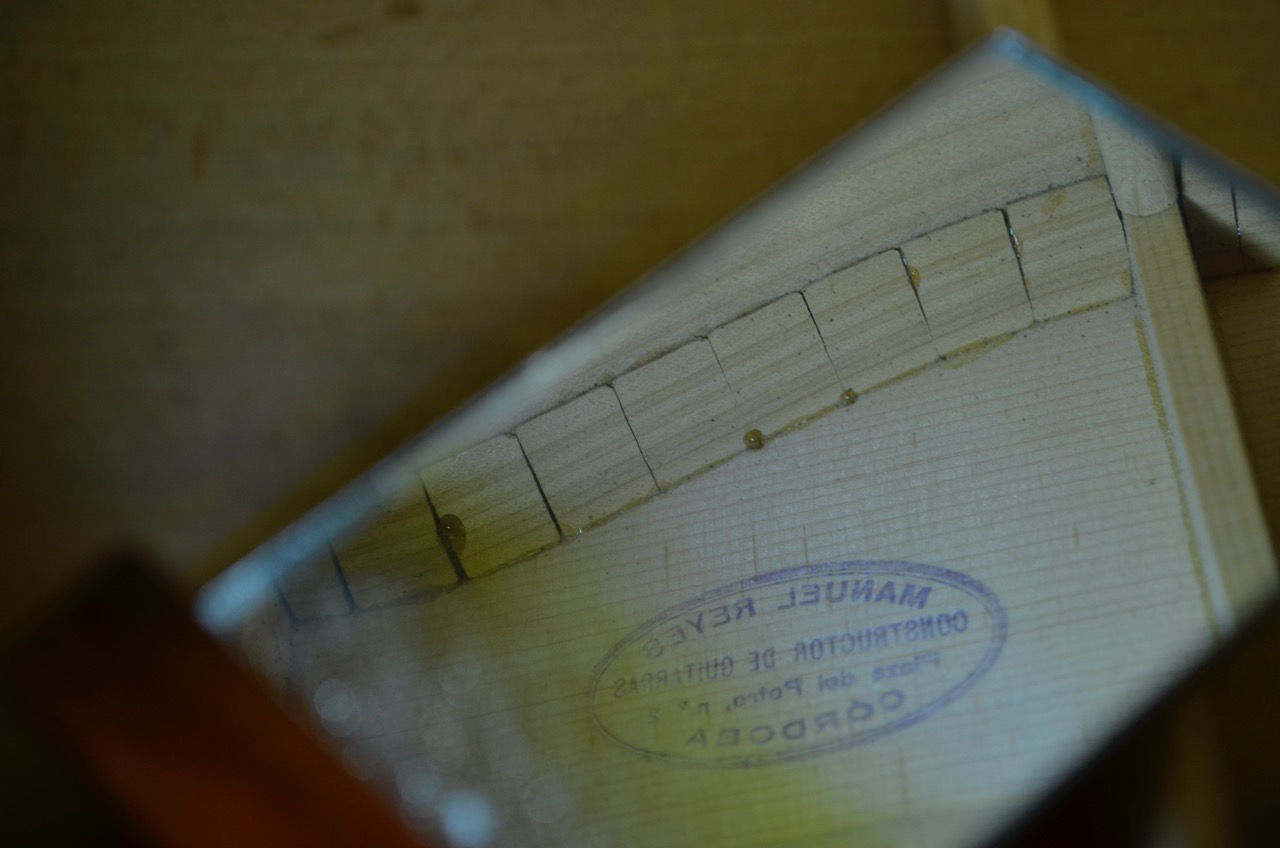 MANUEL REYES
CONSTRUCTOR DE GUITARRAS
Plaza del Potro, n.º 2
CÓRDOBA